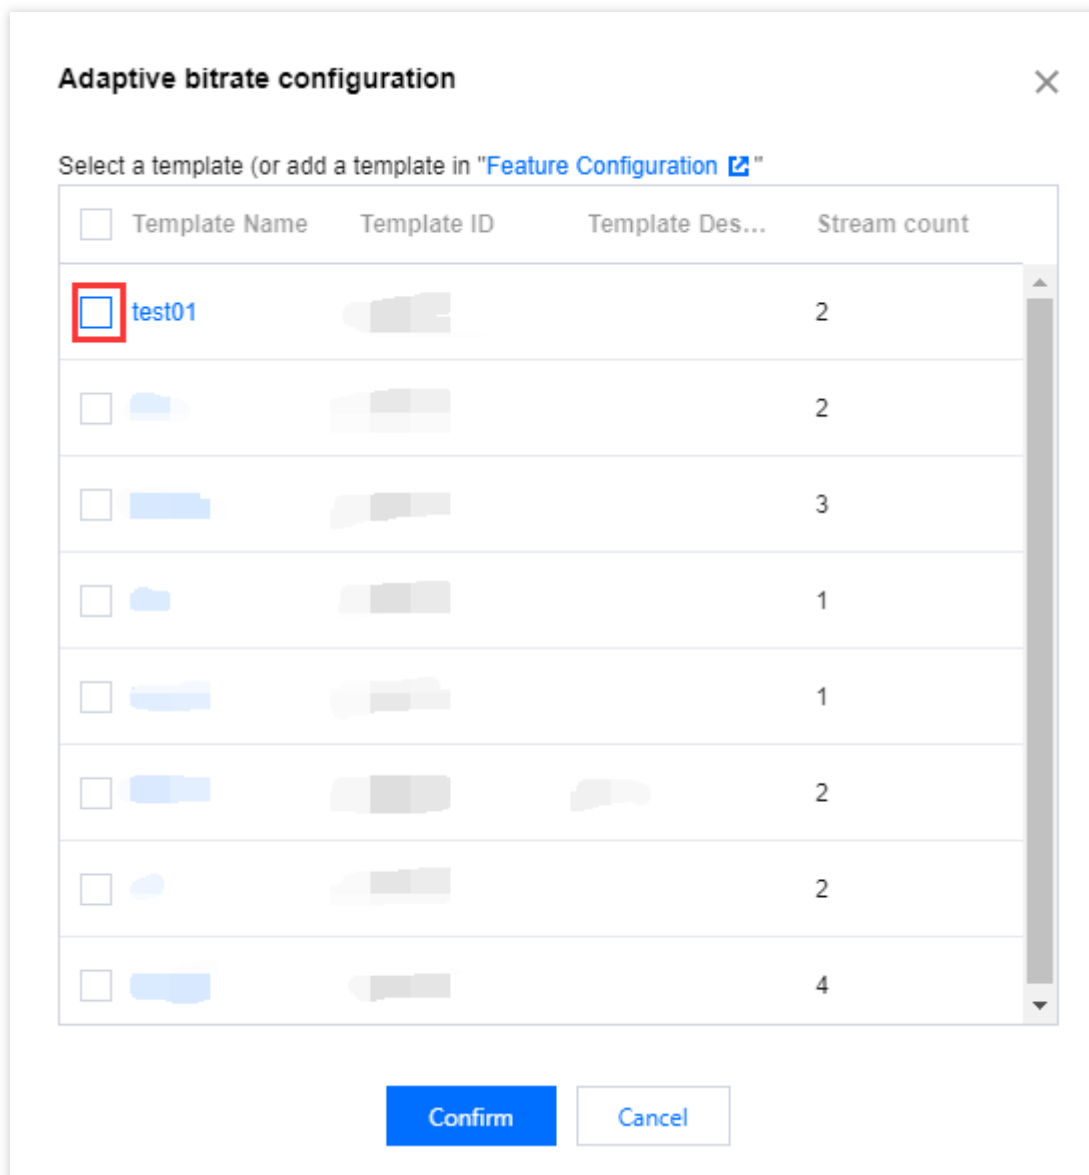 Adaptive bitrate configuration
Select a template (or add a template in "Feature Configuration "
Template Name Template ID Template Des... Stream count
test01 2
2
3
1
1
2
2
4
Confirm Cancel